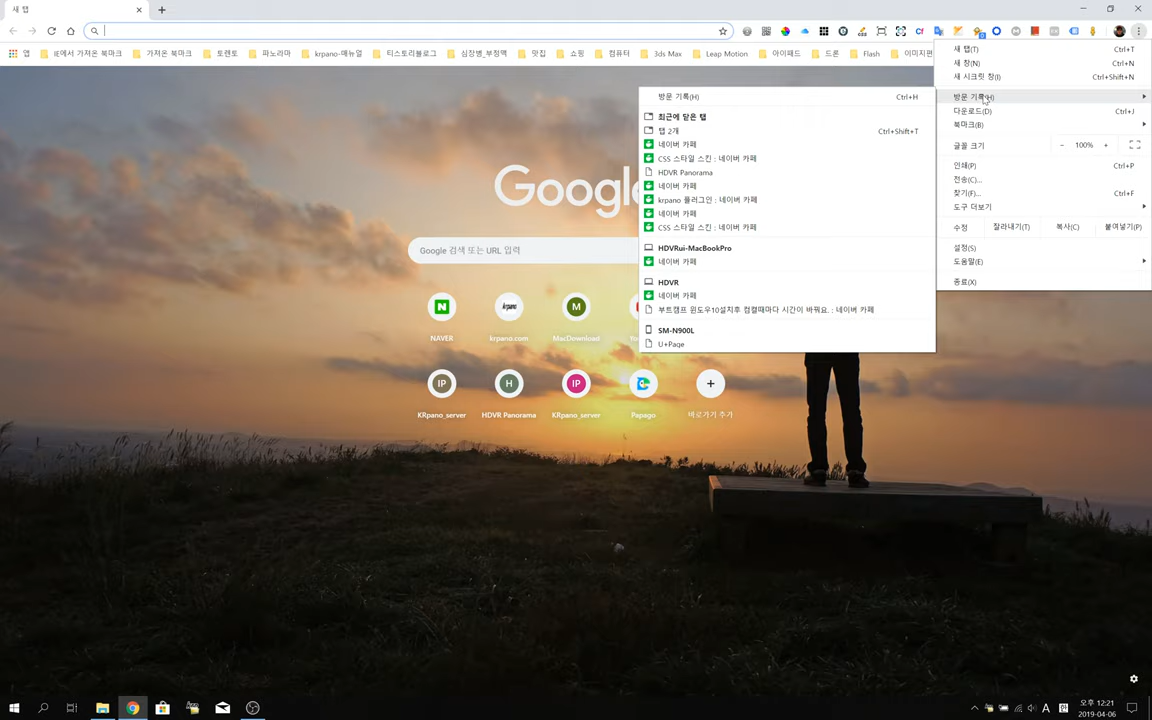 새 탭
앱 IE에서 가져온 북마크 가져온 북마크 토렌토 파노라마 krpano-매뉴얼 티스토리블로그 심장병_부정맥 맛집 쇼핑 컴퓨터 3ds Max Leap Motion 아이패드 드론 Flash 이미지편
새 탭(T) Ctrl+T
새 창(N) Ctrl+N
새 시크릿 창(I) Ctrl+Shift+N
방문 기록(H)
다운로드(D) Ctrl+J
북마크(B)
글꼴 크기 - 100% +
인쇄(P) Ctrl+P
전송(C)...
찾기(F)... Ctrl+F
도구 더보기
수정 잘라내기(T) 복사(C) 붙여넣기(P)
설정(S)
도움말(E)
종료(X)
방문 기록(H) Ctrl+H
최근에 닫은 탭
탭 2개 Ctrl+Shift+T
네이버 카페
CSS 스타일 스킨 : 네이버 카페
HDVR Panorama
네이버 카페
krpano 플러그인 : 네이버 카페
네이버 카페
CSS 스타일 스킨 : 네이버 카페
HDVRui-MacBookPro
네이버 카페
HDVR
네이버 카페
부트캠프 윈도우10설치후 컴켤때마다 시간이 바뀌요. : 네이버 카페
SM-N900L
U+Page
Google
Google 검색 또는 URL 입력
N krpano M
NAVER krpano.com MacDownload
IP H IP
KRpano_server HDVR Panorama KRpano_server Papago 바로가기 추가
A 오후 12:21
2019-04-06